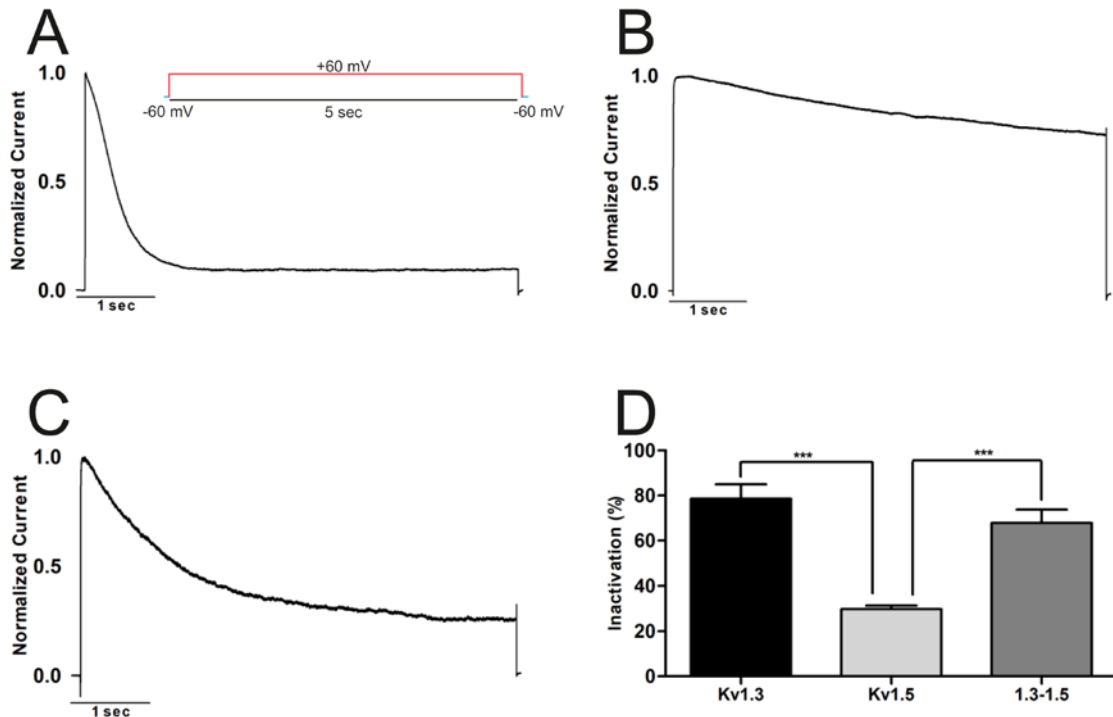 A
Normalized Current
1.0
0.5
0.0
1 sec
+60 mV
-60 mV
5 sec
-60 mV
B
Normalized Current
1.0
0.5
0.0
1 sec
C
Normalized Current
1.0
0.5
0.0
1 sec
D
Inactivation (%)
100
80
60
40
20
0
***
***
Kv1.3
Kv1.5
1.3-1.5